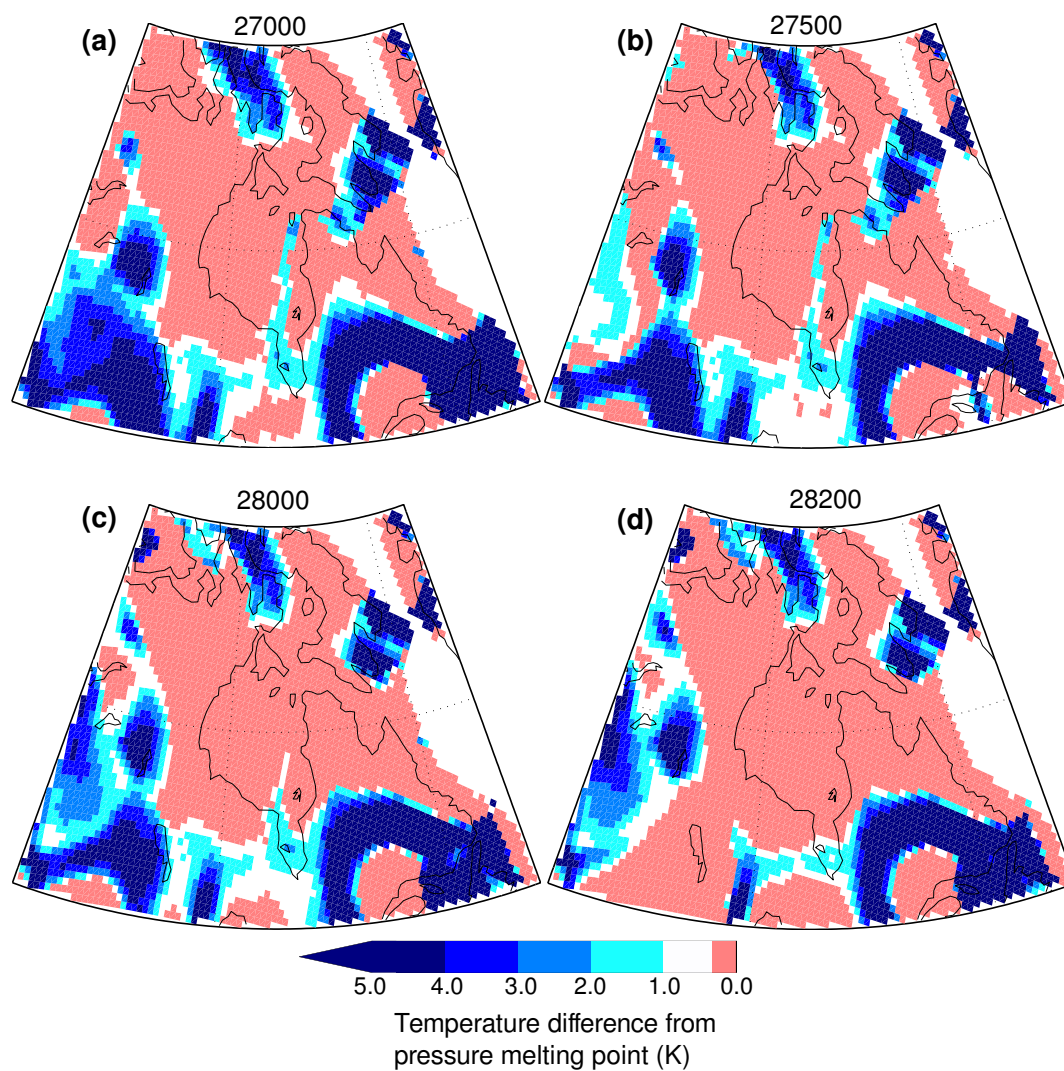 (a) 27000
(b) 27500
(c) 28000
(d) 28200
5.0 4.0 3.0 2.0 1.0 0.0
Temperature difference from
pressure melting point (K)